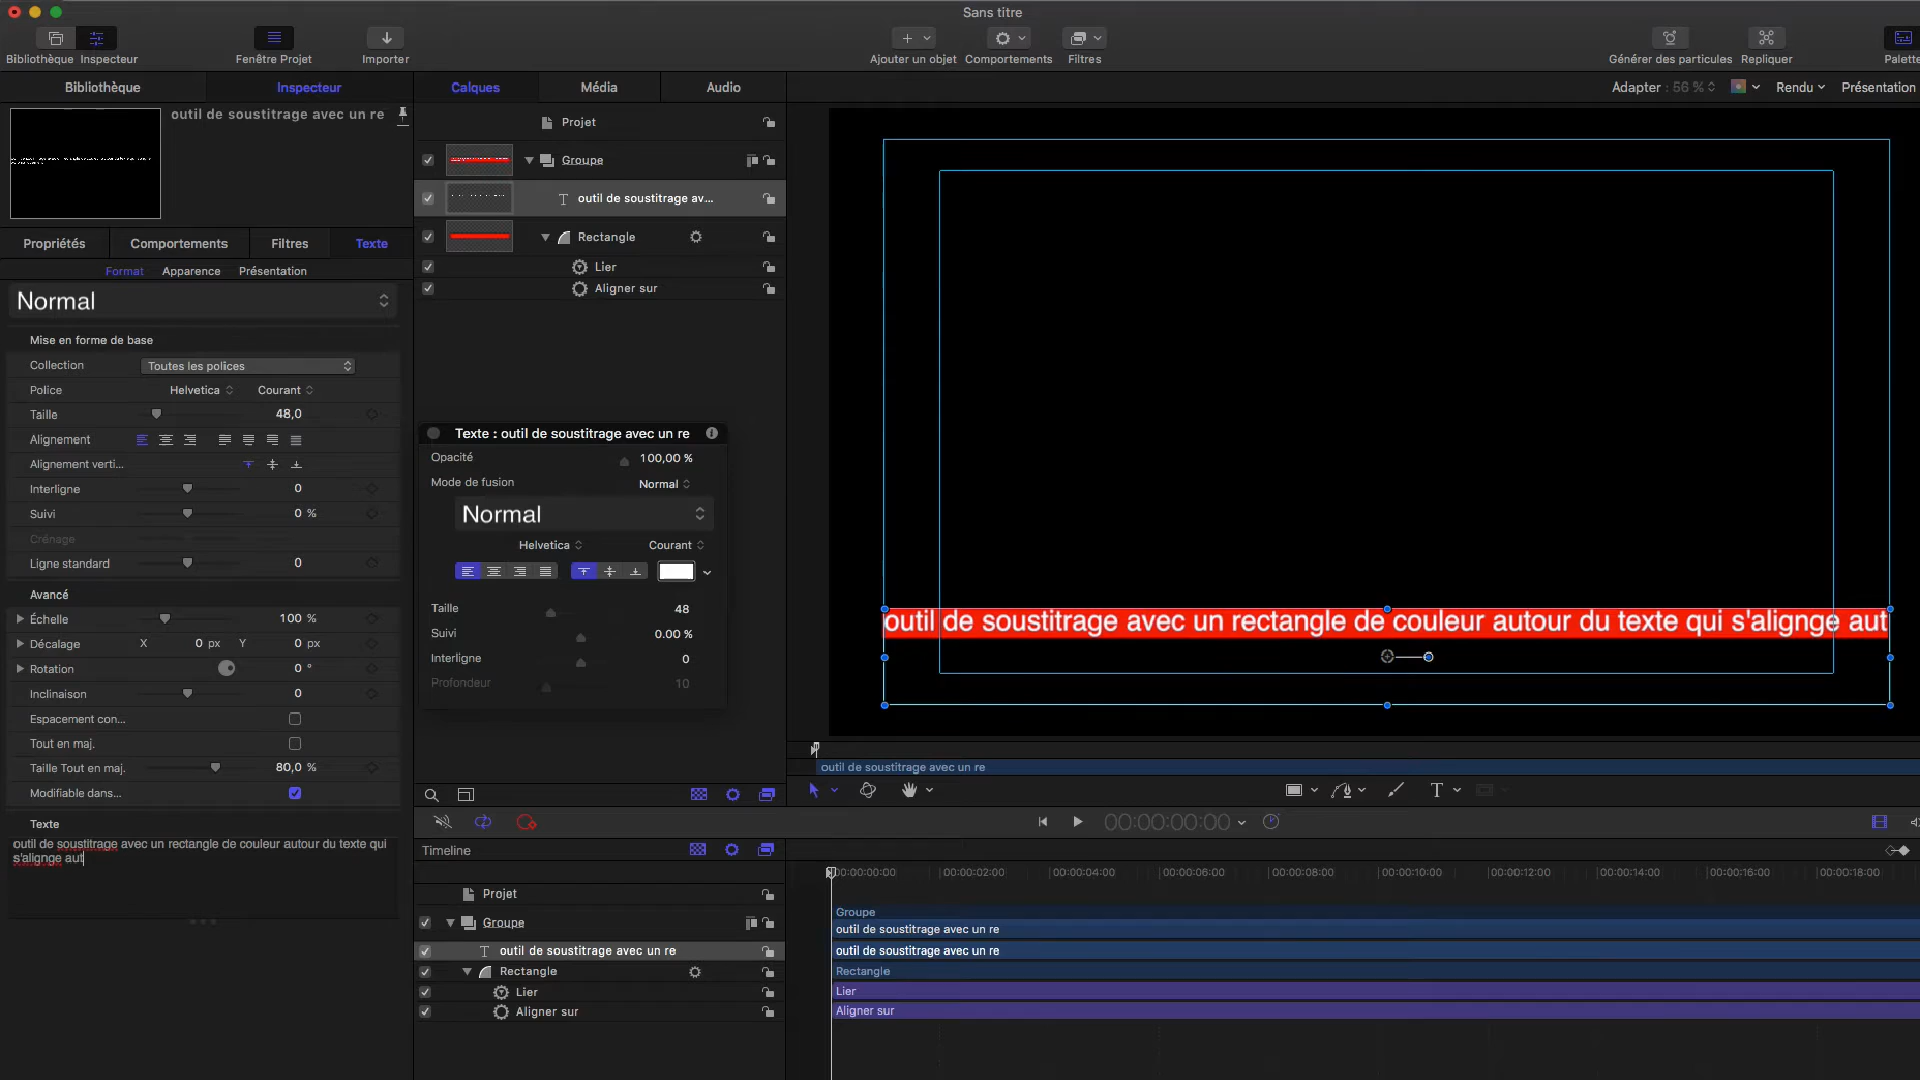 Sans titre
Bibliothèque
Inspecteur
Fenêtre Projet
Importer
Ajouter un objet
Comportements
Filtres
Générer des particules
Repliquer
Palette
Bibliothèque
Inspecteur
Calques
Média
Audio
Adapter : 56 %
Rendu
Présentation
outil de soustitrage avec un re
Projet
Groupe
outil de soustitrage av...
Rectangle
Lier
Aligner sur
Propriétés
Comportements
Filtres
Texte
Format
Apparence
Présentation
Normal
Mise en forme de base
Collection
Toutes les polices
Police
Helvetica
Courant
Taille
48,0
Alignement
Alignement verti...
Interligne
0
Suivi
0 %
Crénage
Ligne standard
0
Avancé
Échelle
100 %
Décalage
X
0 px
Y
0 px
Rotation
0 °
Inclinaison
0
Espacement con...
Tout en maj.
Taille Tout en maj.
80,0 %
Modifiable dans...
Texte
outil de soustitrage avec un rectangle de couleur autour du texte qui
s'alignge aut
Texte : outil de soustitrage avec un re
Opacité
100,00 %
Mode de fusion
Normal
Normal
Helvetica
Courant
Taille
48
Suivi
0.00 %
Interligne
0
Profondeur
10
outil de soustitrage avec un rectangle de couleur autour du texte qui s'alignge aut
outil de soustitrage avec un re
00:00:00:00
Timeline
Projet
Groupe
outil de soustitrage avec un re
Rectangle
Lier
Aligner sur
00:00:00:00
00:00:02:00
00:00:04:00
00:00:06:00
00:00:08:00
00:00:10:00
00:00:12:00
00:00:14:00
00:00:16:00
00:00:18:00
Groupe
outil de soustitrage avec un re
outil de soustitrage avec un re
Rectangle
Lier
Aligner sur